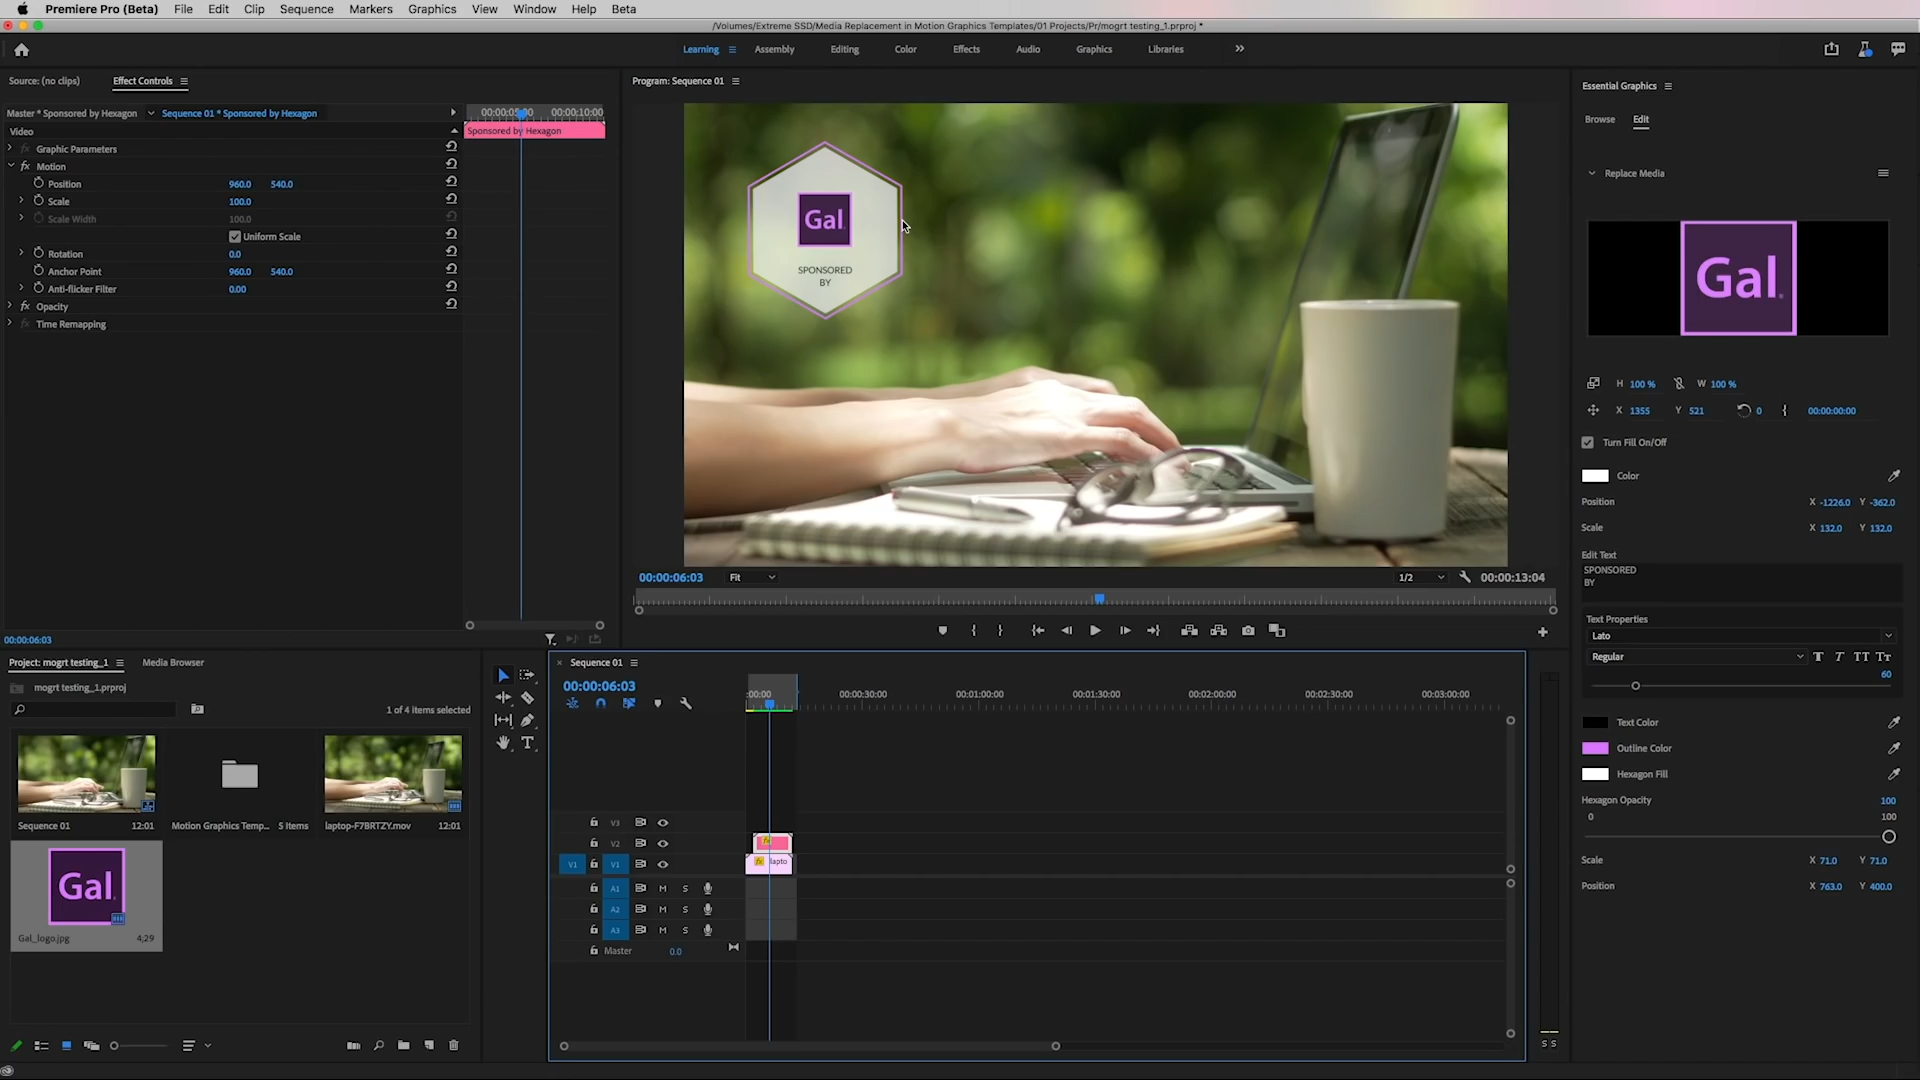 Premiere Pro (Beta) File Edit Clip Sequence Markers Graphics View Window Help Beta
/Volumes/Extreme SSD/Media Replacement in Motion Graphics Templates/01 Projects/Pr/mogrt testing_1.prproj *
Learning Assembly Editing Color Effects Audio Graphics Libraries
Source: (no clips) Effect Controls
Master * Sponsored by Hexagon Sequence 01 * Sponsored by Hexagon
Video
Graphic Parameters
Motion
Position 960.0 540.0
Scale 100.0
Scale Width 100.0
Uniform Scale
Rotation 0.0
Anchor Point 960.0 540.0
Anti-flicker Filter 0.00
Opacity
Time Remapping
00:00:10:00
Sponsored by Hexagon
00:00:06:03
Program: Sequence 01
Gal
SPONSORED
BY
00:00:06:03 Fit 1/2 00:00:13:04
Essential Graphics
Browse Edit
Replace Media
Gal.
H 100 % W 100 %
X 1355 Y 521 0 00:00:00:00
Turn Fill On/Off
Color
Position X -1226.0 Y -362.0
Scale X 132.0 Y 132.0
Edit Text
SPONSORED
BY
Text Properties
Lato
Regular T T TT TT
60
Text Color
Outline Color
Hexagon Fill
Hexagon Opacity 100
0 100
Scale X 71.0 Y 71.0
Position X 763.0 Y 400.0
Project: mogrt testing_1 Media Browser
mogrt testing_1.prproj
1 of 4 items selected
Sequence 01 12:01
Motion Graphics Temp... 5 Items
laptop-F7BRTZY.mov 12:01
Gal.
Gal_logo.jpg 4;29
Sequence 01
00:00:06:03
:00:00 00:00:30:00 00:01:00:00 00:01:30:00 00:02:00:00 00:02:30:00 00:03:00:00
V3
V2
V1 V1 fx lapto
A1 M S
A2 M S
A3 M S
Master 0.0
S S